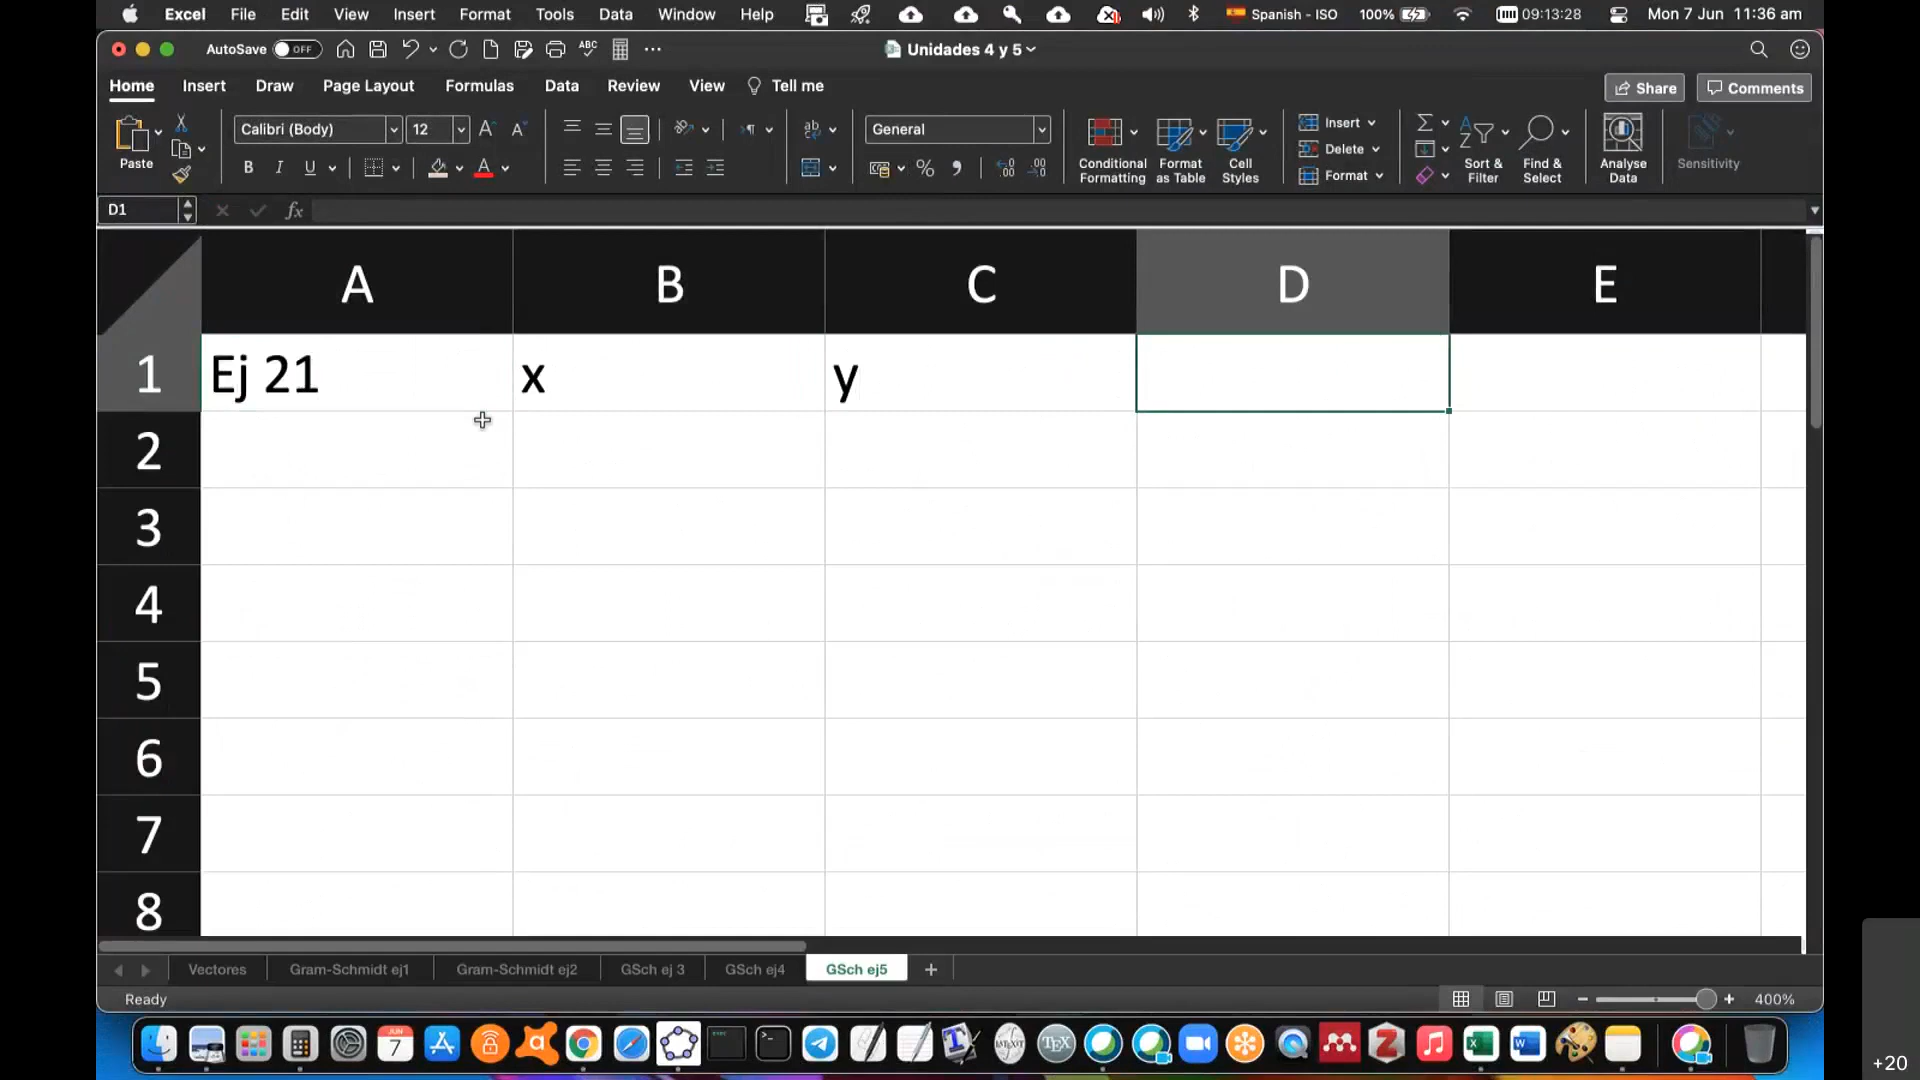 Excel File Edit View Insert Format Tools Data Window Help Spanish - ISO 100% 09:13:28 Mon 7 Jun 11:36 am
AutoSave OFF ABC Unidades 4 y 5
Home Insert Draw Page Layout Formulas Data Review View Tell me Share Comments
Paste Calibri (Body) 12 General Conditional Formatting Format as Table Cell Styles Insert Delete Format Sort & Filter Find & Select Analyse Data Sensitivity
B I U
D1 fx
A B C D E
1 Ej 21 x y
2
3
4
5
6
7
8
Vectores Gram-Schmidt ej1 Gram-Schmidt ej2 GSch ej 3 GSch ej4 GSch ej5 +
Ready 400%
JUN 7
+20